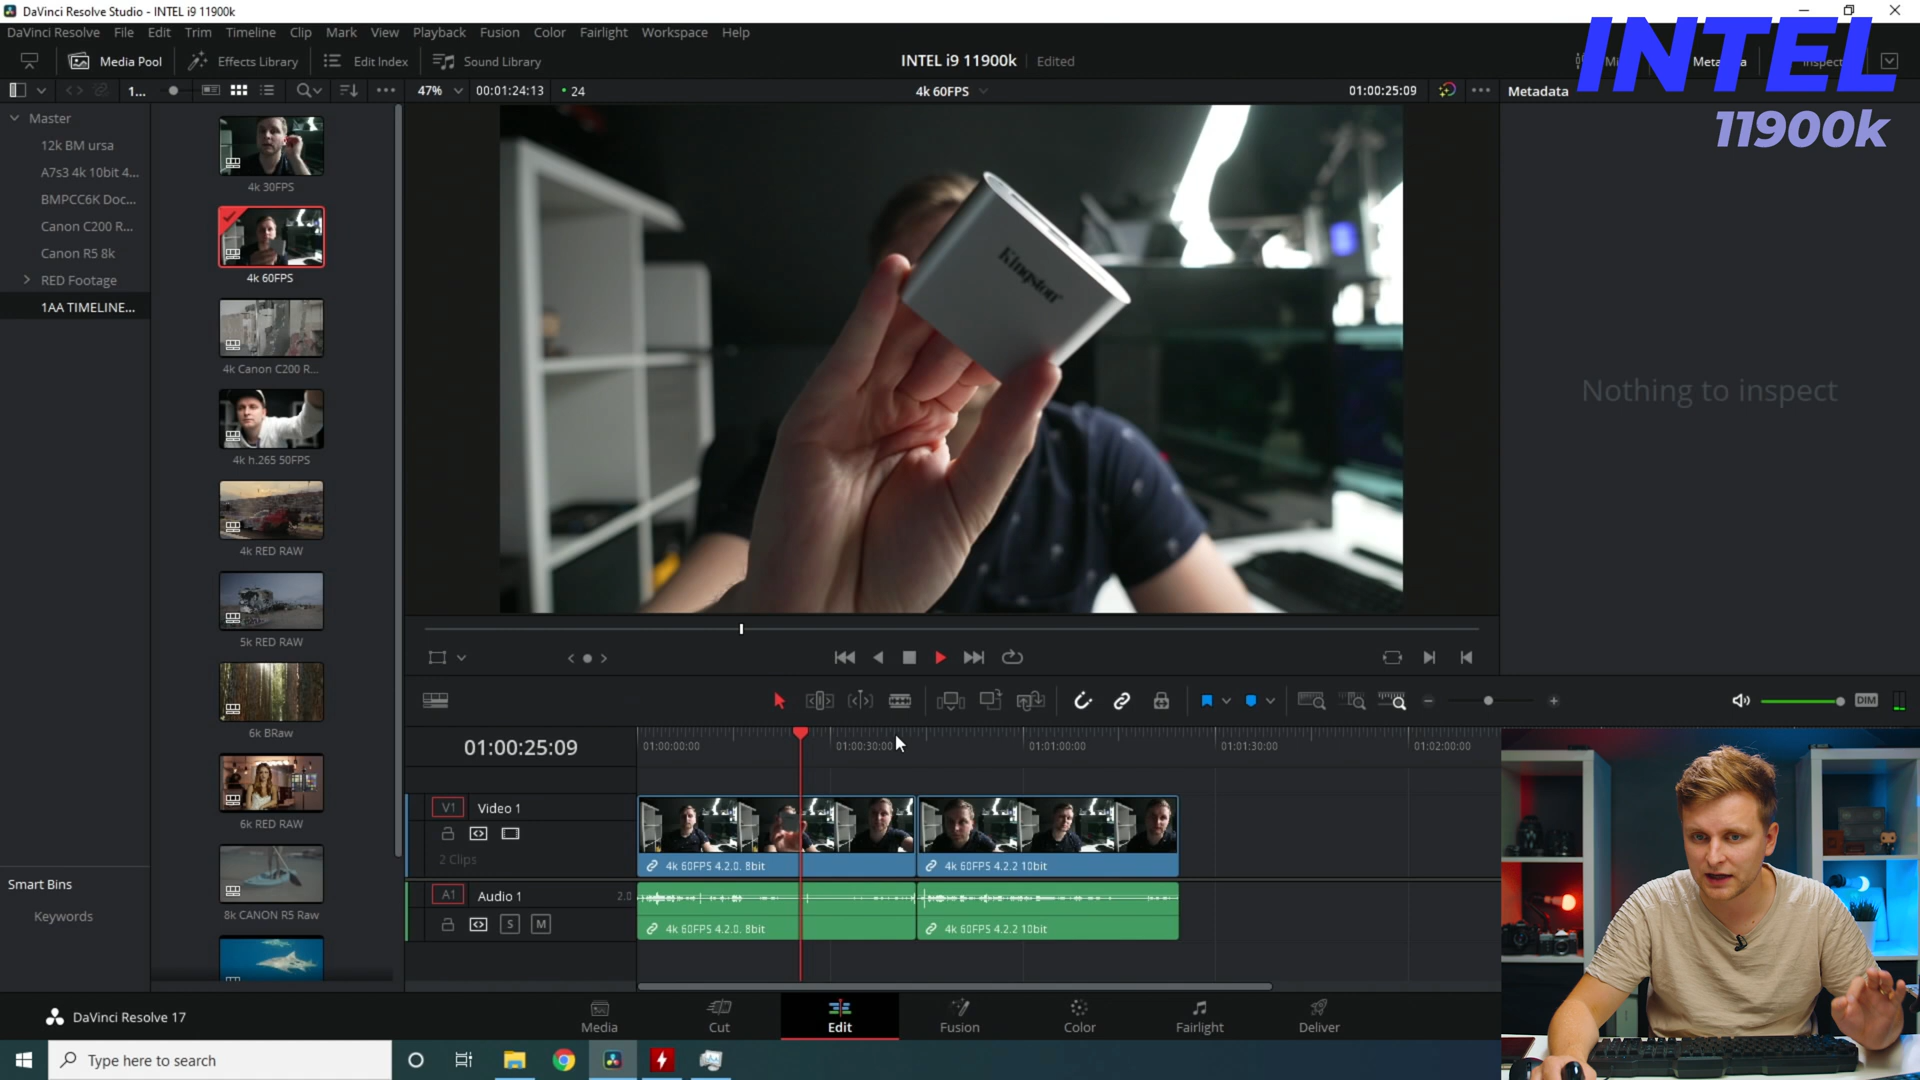 DaVinci Resolve Studio - INTEL i9 11900k
DaVinci Resolve File Edit Trim Timeline Clip Mark View Playback Fusion Color Fairlight Workspace Help
INTEL
11900k
Media Pool Effects Library Edit Index Sound Library INTEL i9 11900k Edited
1... 47% 00:01:24:13 24 4k 60FPS 01:00:25:09 Metadata
Master
12k BM ursa
A7s3 4k 10bit 4...
BMPCC6K Doc...
Canon C200 R...
Canon R5 8k
RED Footage
1AA TIMELINE...
4k 30FPS
4k 60FPS
4k Canon C200 R...
4k h.265 50FPS
4k RED RAW
5k RED RAW
6k BRaw
6k RED RAW
8k CANON R5 Raw
Kingston
Nothing to inspect
DIM
01:00:25:09
01:00:00:00 01:00:30:00 01:01:00:00 01:01:30:00 01:02:00:00
V1 Video 1
2 Clips
4k 60FPS 4.2.0. 8bit
4k 60FPS 4.2.2 10bit
A1 Audio 1 2.0
S M
4k 60FPS 4.2.0. 8bit
4k 60FPS 4.2.2 10bit
Smart Bins
Keywords
DaVinci Resolve 17
Media Cut Edit Fusion Color Fairlight Deliver
Type here to search